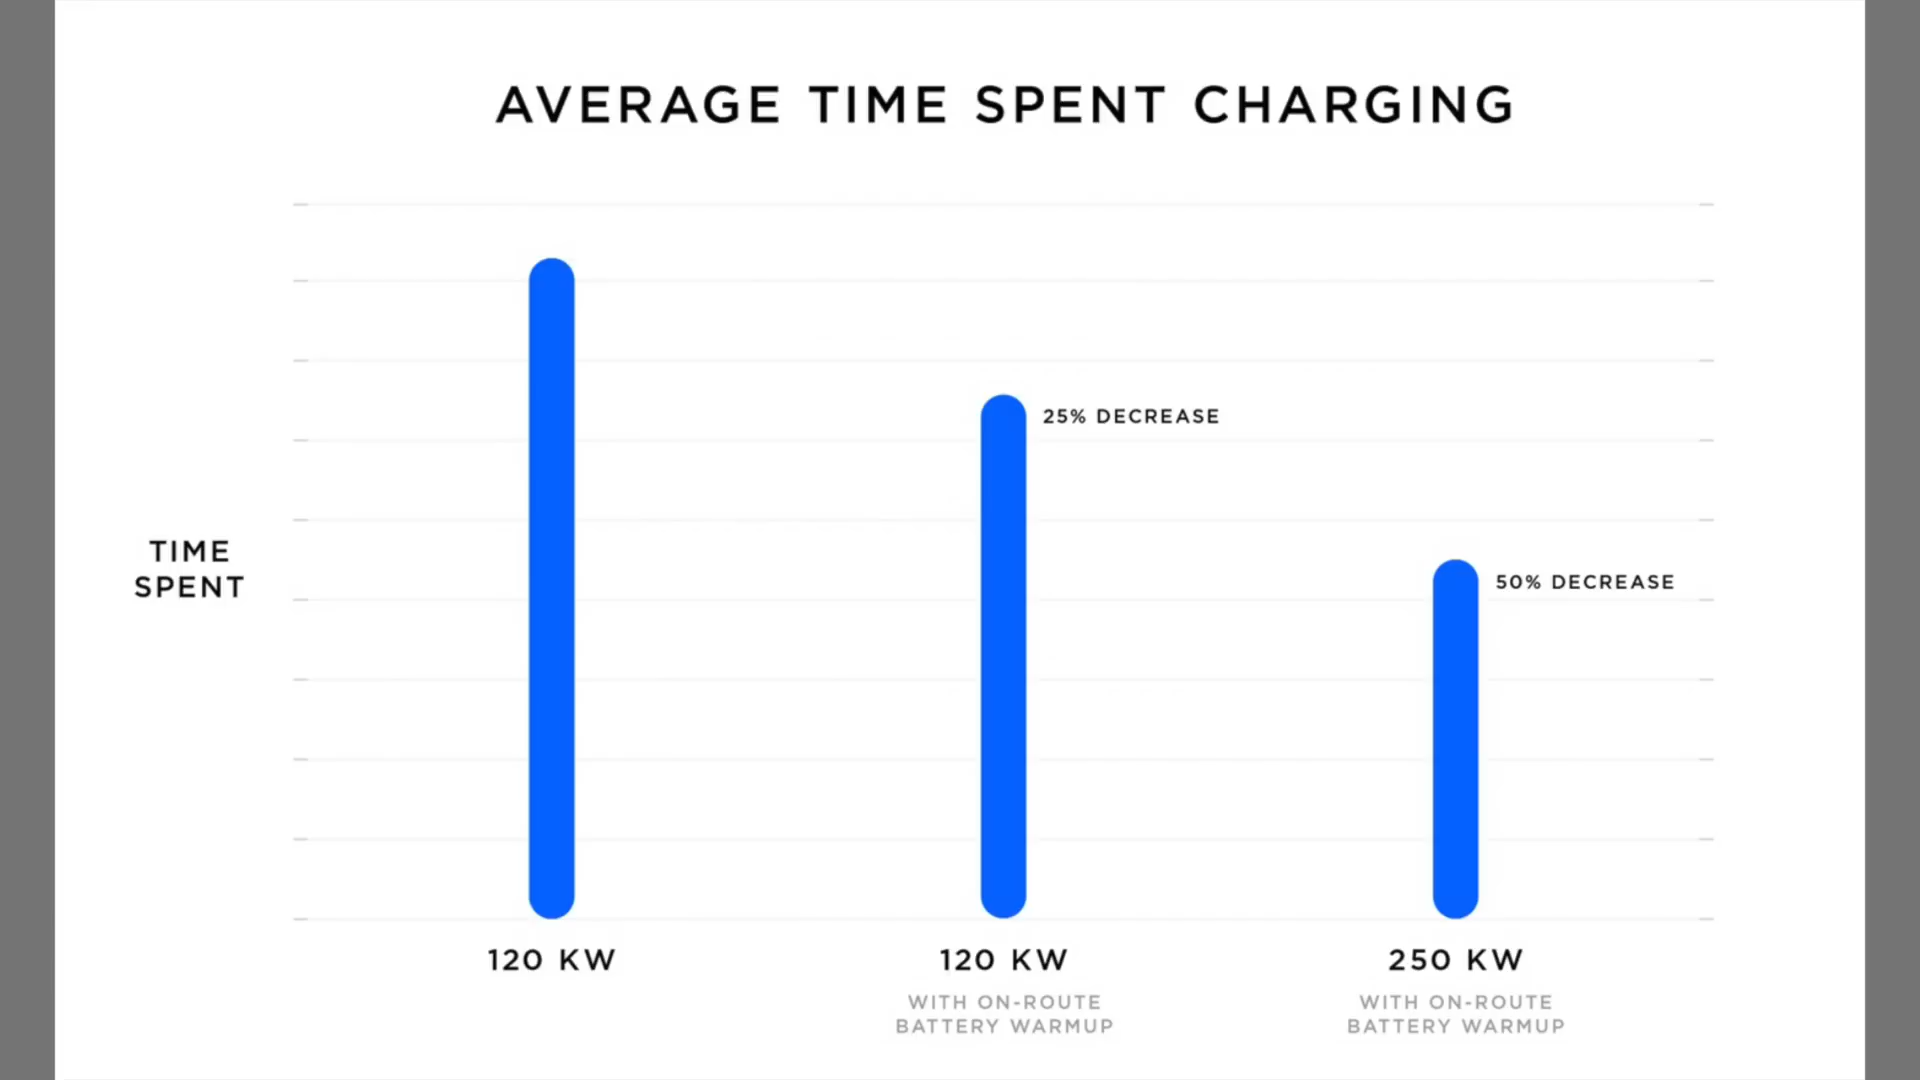 AVERAGE TIME SPENT CHARGING
25% DECREASE
TIME
SPENT
50% DECREASE
120 KW
120 KW
WITH ON-ROUTE
BATTERY WARMUP
250 KW
WITH ON-ROUTE
BATTERY WARMUP